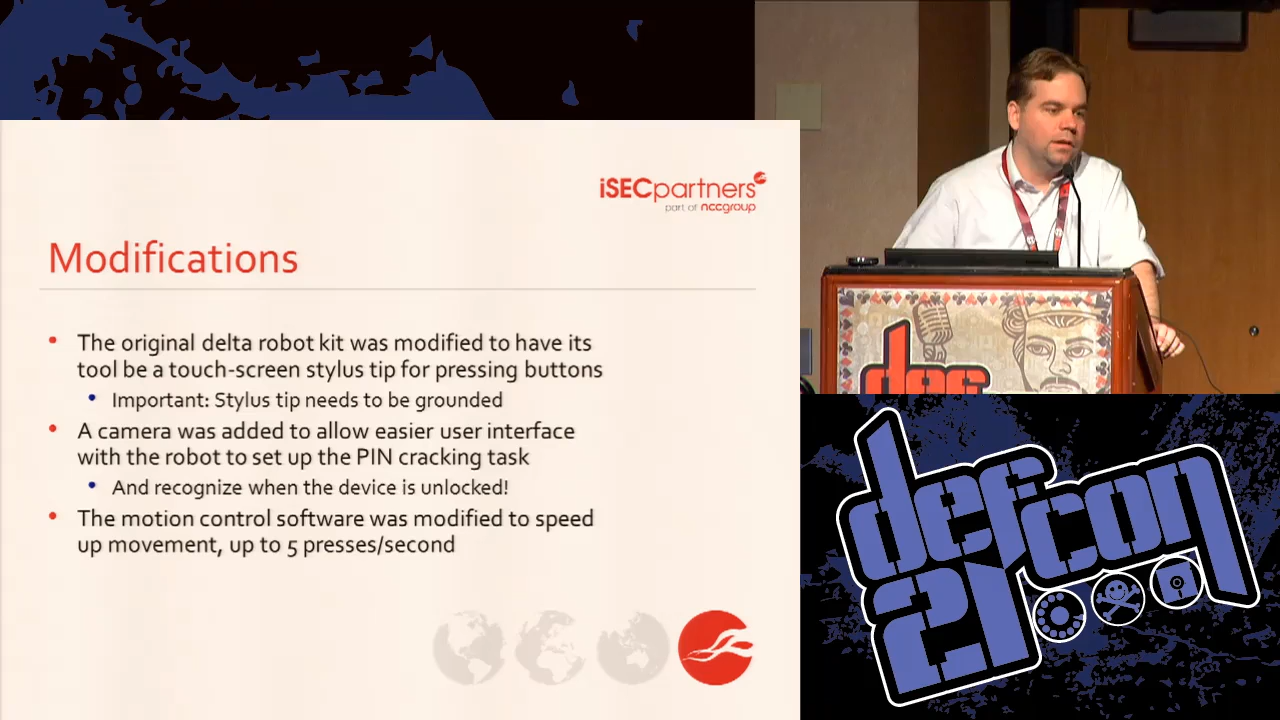 iSECpartners
part of nccgroup
Modifications
• The original delta robot kit was modified to have its
tool be a touch-screen stylus tip for pressing buttons
• Important: Stylus tip needs to be grounded
• A camera was added to allow easier user interface
with the robot to set up the PIN cracking task
• And recognize when the device is unlocked!
• The motion control software was modified to speed
up movement, up to 5 presses/second
def
defcon
21